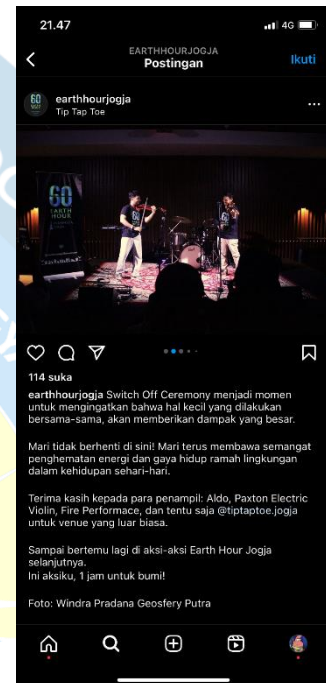 21.47
4G
EARTHHOURJOGJA
Postingan
Ikuti
earthhourjogja
Tip Tap Toe
60
EARTH
HOUR
114 suka
earthhourjogja Switch Off Ceremony menjadi momen
untuk mengingatkan bahwa hal kecil yang dilakukan
bersama-sama, akan memberikan dampak yang besar.
Mari tidak berhenti di sini! Mari terus membawa semangat
penghematan energi dan gaya hidup ramah lingkungan
dalam kehidupan sehari-hari.
Terima kasih kepada para penampil: Aldo, Paxton Electric
Violin, Fire Performace, dan tentu saja @tiptaptoe.jogja
untuk venue yang luar biasa.
Sampai bertemu lagi di aksi-aksi Earth Hour Jogja
selanjutnya.
Ini aksiku, 1 jam untuk bumi!
Foto: Windra Pradana Geosfery Putra